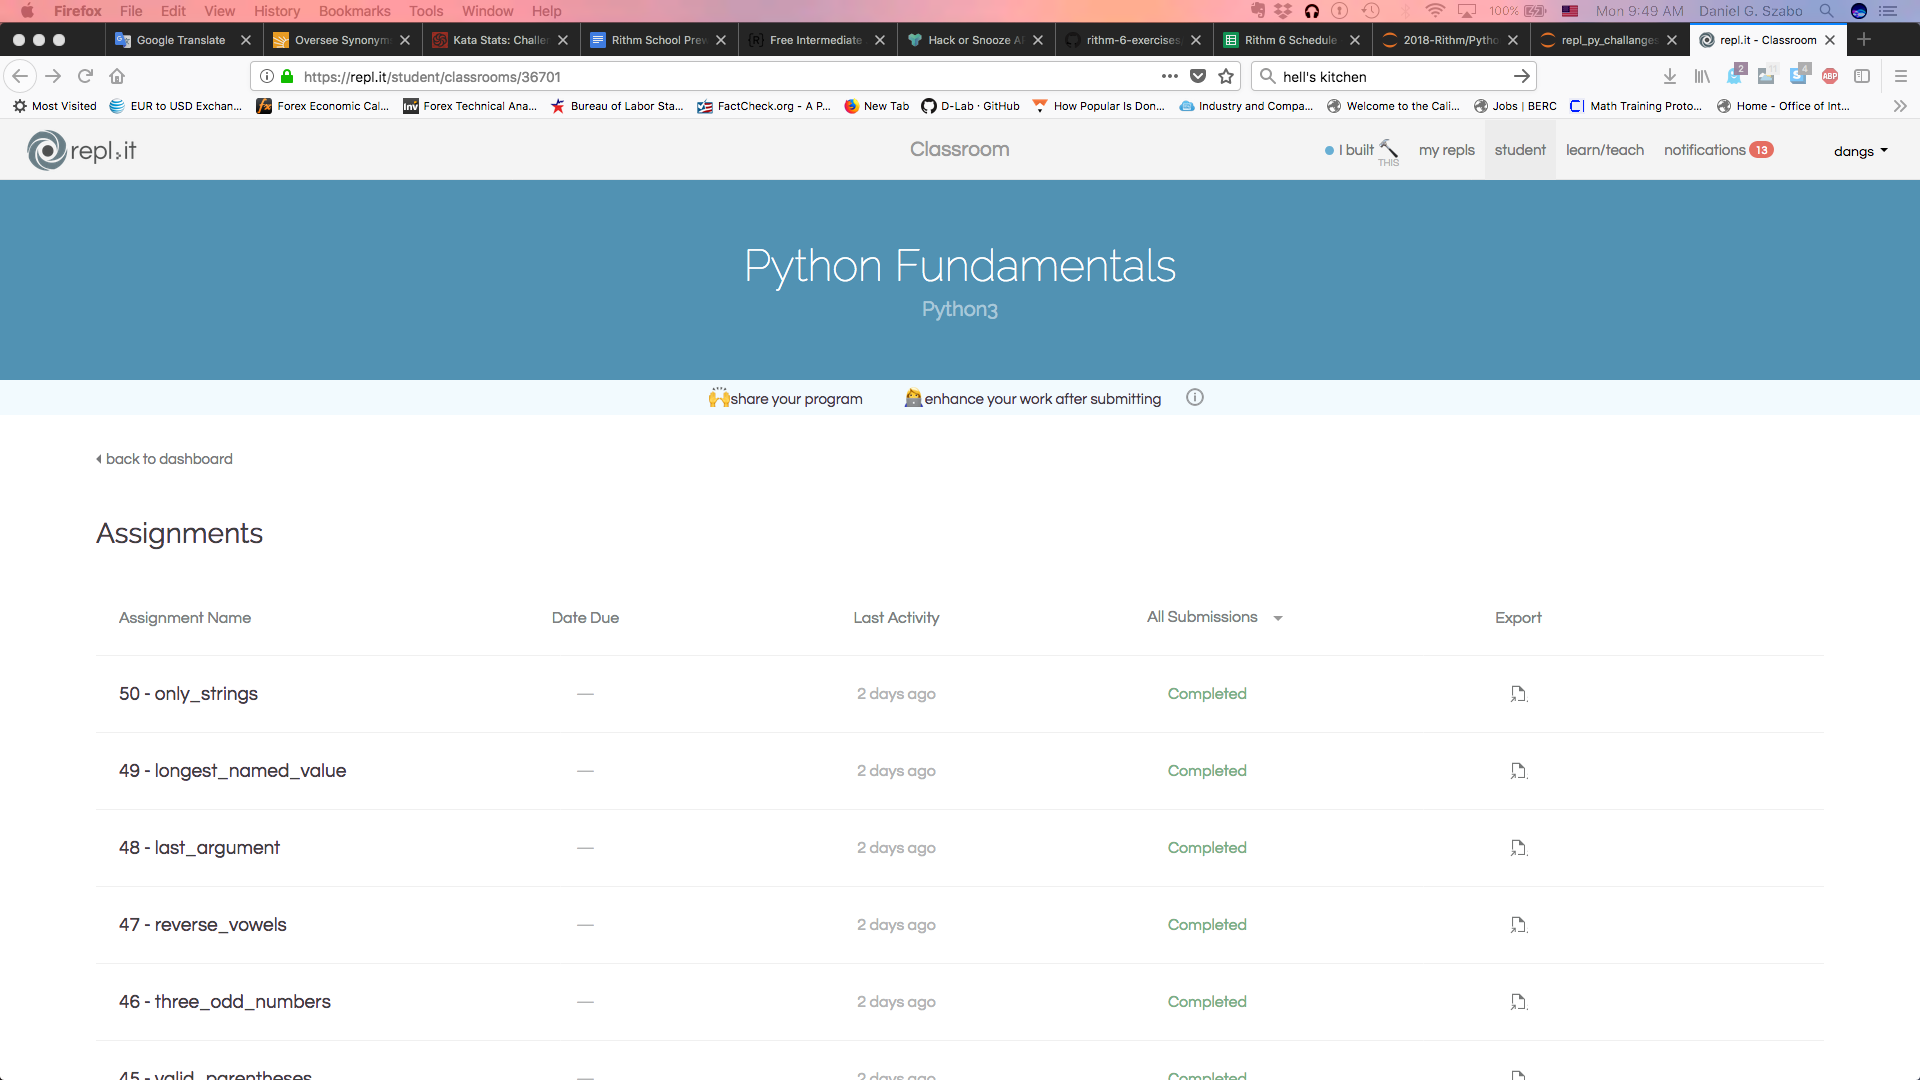 Firefox File Edit View History Bookmarks Tools Window Help 100% Mon 9:49 AM Daniel G. Szabo
Google Translate Oversee Synonym Kata Stats: Challe Rithm School Pre {R} Free Intermediate Hack or Snooze A rithm-6-exercises Rithm 6 Schedule 2018-Rithm/Pytho repl_py_challanges repl.it - Classroom
https://repl.it/student/classrooms/36701 hell's kitchen 2 11 4 ABP
Most Visited EUR to USD Exchan... Forex Economic Cal... Forex Technical Ana... Bureau of Labor Sta... FactCheck.org - A P... New Tab D-Lab · GitHub How Popular Is Don... Industry and Compa... Welcome to the Cali... Jobs | BERC Math Training Proto... Home - Office of Int...
repl.it Classroom I built THIS my repls student learn/teach notifications 13 dangs
Python Fundamentals
Python3
share your program enhance your work after submitting
back to dashboard
Assignments
Assignment Name Date Due Last Activity All Submissions Export
50 - only_strings — 2 days ago Completed
49 - longest_named_value — 2 days ago Completed
48 - last_argument — 2 days ago Completed
47 - reverse_vowels — 2 days ago Completed
46 - three_odd_numbers — 2 days ago Completed
45 - valid_parentheses — 2 days ago Completed